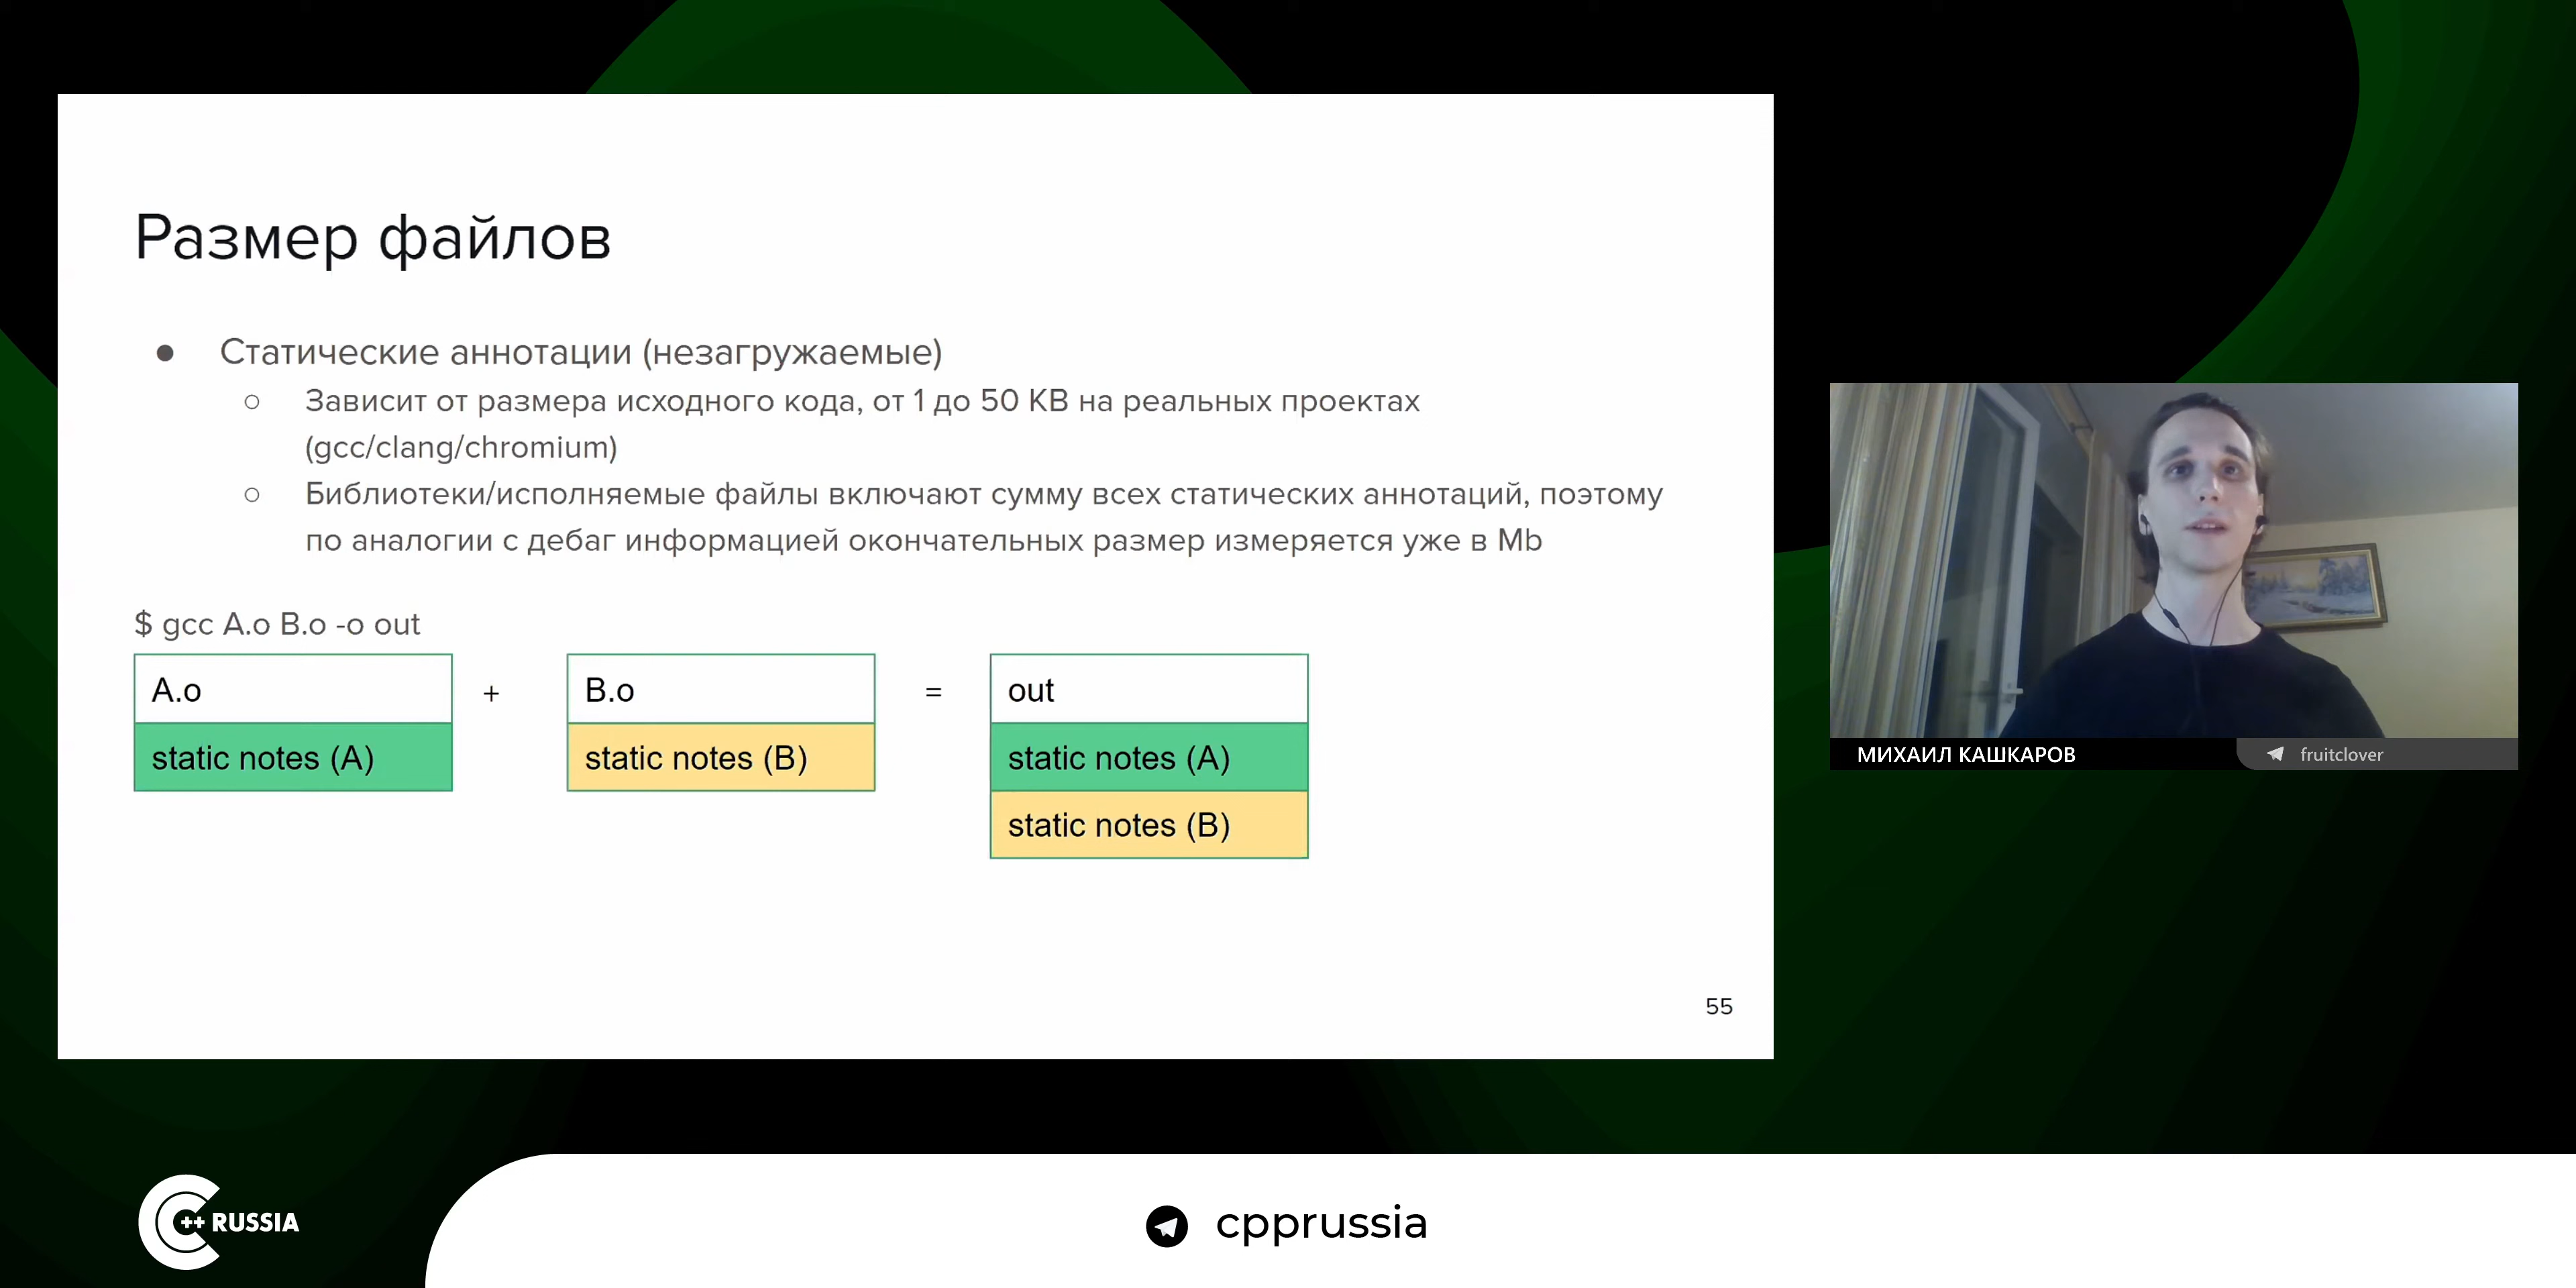 Размер файлов
● Статические аннотации (незагружаемые)
○ Зависит от размера исходного кода, от 1 до 50 KB на реальных проектах
(gcc/clang/chromium)
○ Библиотеки/исполняемые файлы включают сумму всех статических аннотаций, поэтому
по аналогии с дебаг информацией окончательных размер измеряется уже в Mb
$ gcc A.o B.o -o out
A.o + B.o = out
static notes (A) static notes (B) static notes (A)
static notes (B)
55
МИХАИЛ КАШКАРОВ
fruitclover
C++ RUSSIA
cpprussia